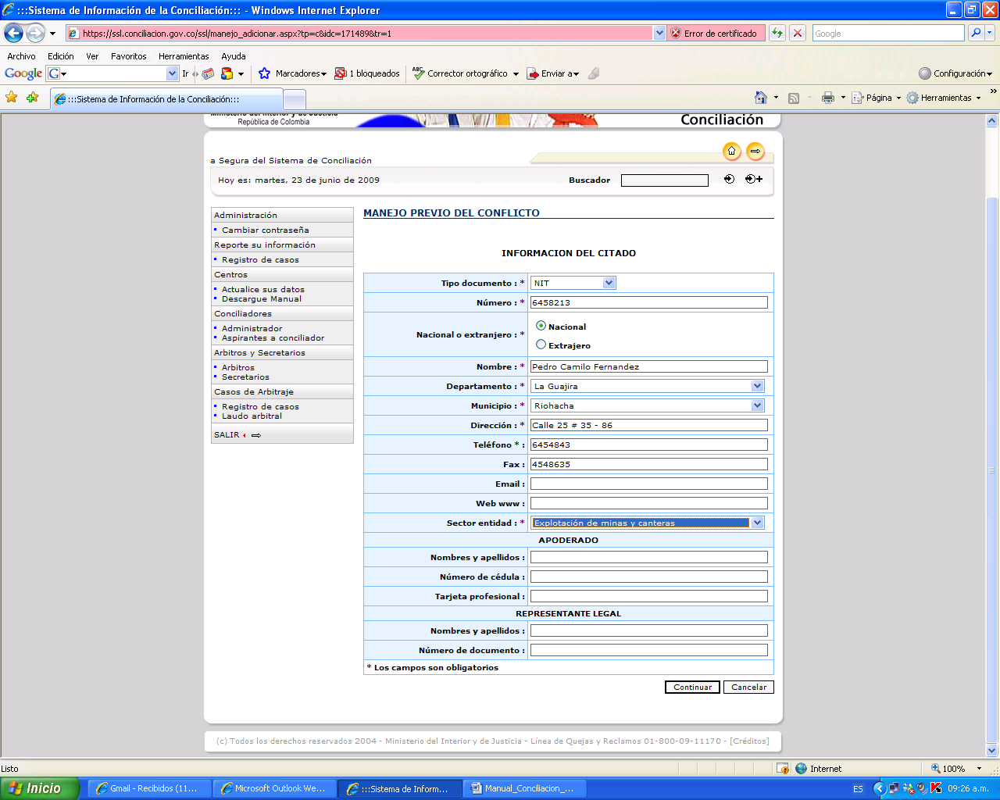 :::Sistema de Información de la Conciliación::: - Windows Internet Explorer
https://ssl.conciliacion.gov.co/ssl/manejo_adicionar.aspx?tp=c&idc=171489&tr=1
Error de certificado
Google
Archivo Edición Ver Favoritos Herramientas Ayuda
Google G Ir Marcadores 1 bloqueados ABC Corrector ortográfico Enviar a Configuración
:::Sistema de Información de la Conciliación:::
Página Herramientas »
República de Colombia
Conciliación
a Segura del Sistema de Conciliación
Hoy es: martes, 23 de junio de 2009
Buscador
Administración
Cambiar contraseña
Reporte su información
Registro de casos
Centros
Actualice sus datos
Descargue Manual
Conciliadores
Administrador
Aspirantes a conciliador
Arbitros y Secretarios
Arbitros
Secretarios
Casos de Arbitraje
Registro de casos
Laudo arbitral
SALIR
MANEJO PREVIO DEL CONFLICTO
INFORMACION DEL CITADO
Tipo documento : * NIT
Número : * 6458213
Nacional o extranjero : *
Nacional
Extrajero
Nombre : * Pedro Camilo Fernandez
Departamento : * La Guajira
Municipio : * Riohacha
Dirección : * Calle 25 # 35 - 86
Teléfono * : 6454843
Fax : 4548635
Email :
Web www :
Sector entidad : * Explotación de minas y canteras
APODERADO
Nombres y apellidos :
Número de cédula :
Tarjeta profesional :
REPRESENTANTE LEGAL
Nombres y apellidos :
Número de documento :
* Los campos son obligatorios
Continuar Cancelar
(c) Todos los derechos reservados 2004 - Ministerio del Interior y de Justicia - Línea de Quejas y Reclamos 01-800-09-11170 - [Créditos]
Listo
Internet
100%
Inicio
Gmail - Recibidos (11...
Microsoft Outlook We...
:::Sistema de Inform...
Manual_Conciliacion_...
ES
09:26 a.m.